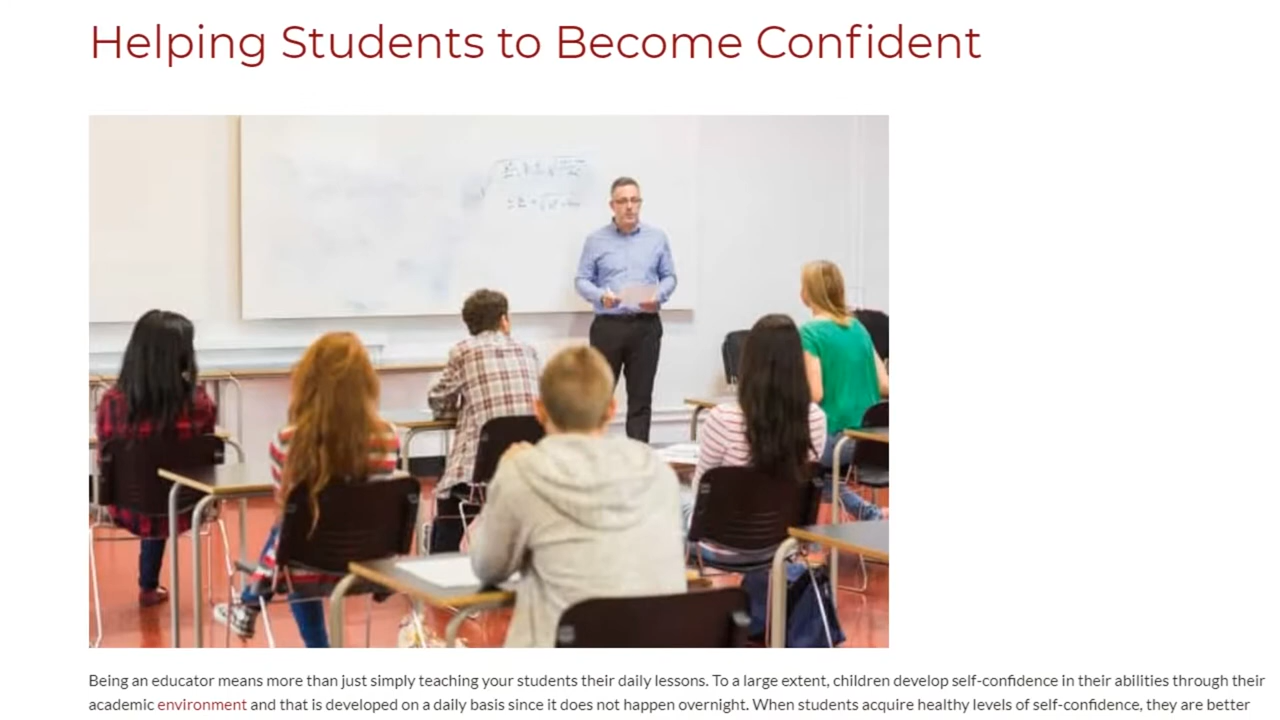 Helping Students to Become Confident
Being an educator means more than just simply teaching your students their daily lessons. To a large extent, children develop self-confidence in their abilities through their
academic environment and that is developed on a daily basis since it does not happen overnight. When students acquire healthy levels of self-confidence, they are better